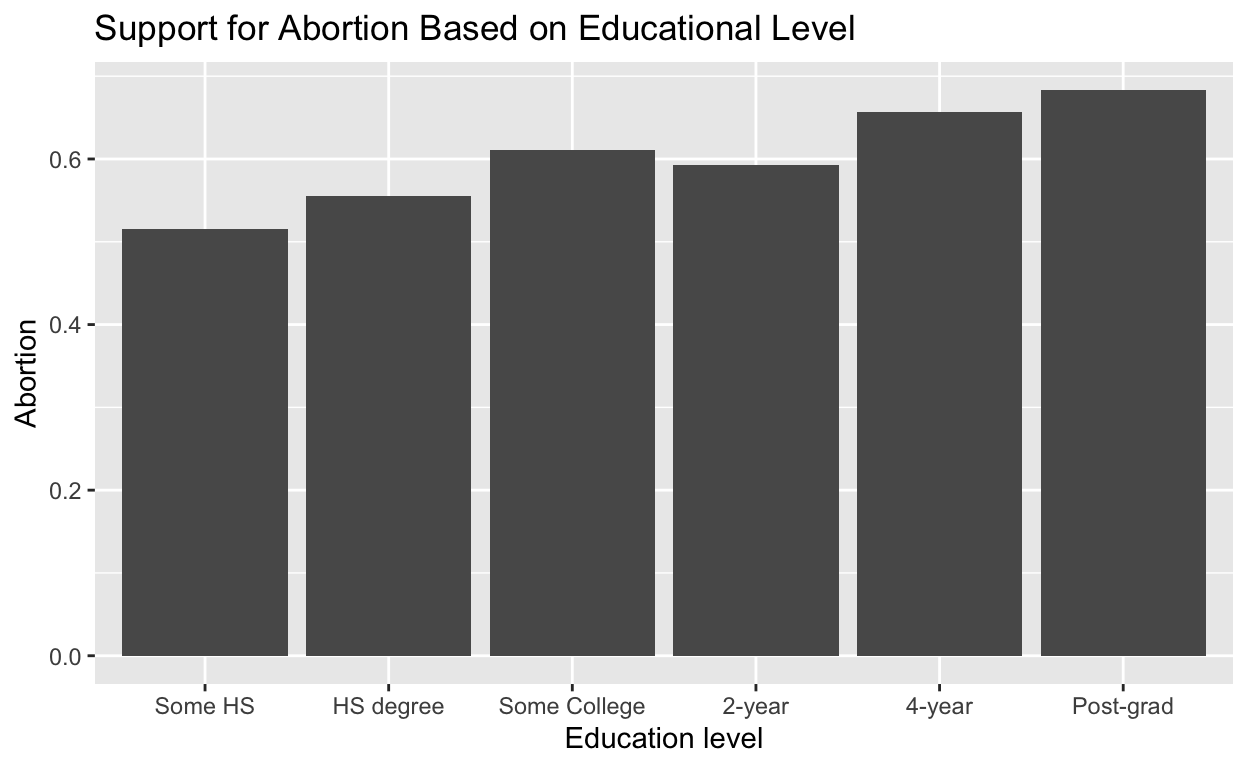 Support for Abortion Based on Educational Level
Abortion
0.6
0.4
0.2
0.0
Some HS
HS degree
Some College
2-year
4-year
Post-grad
Education level